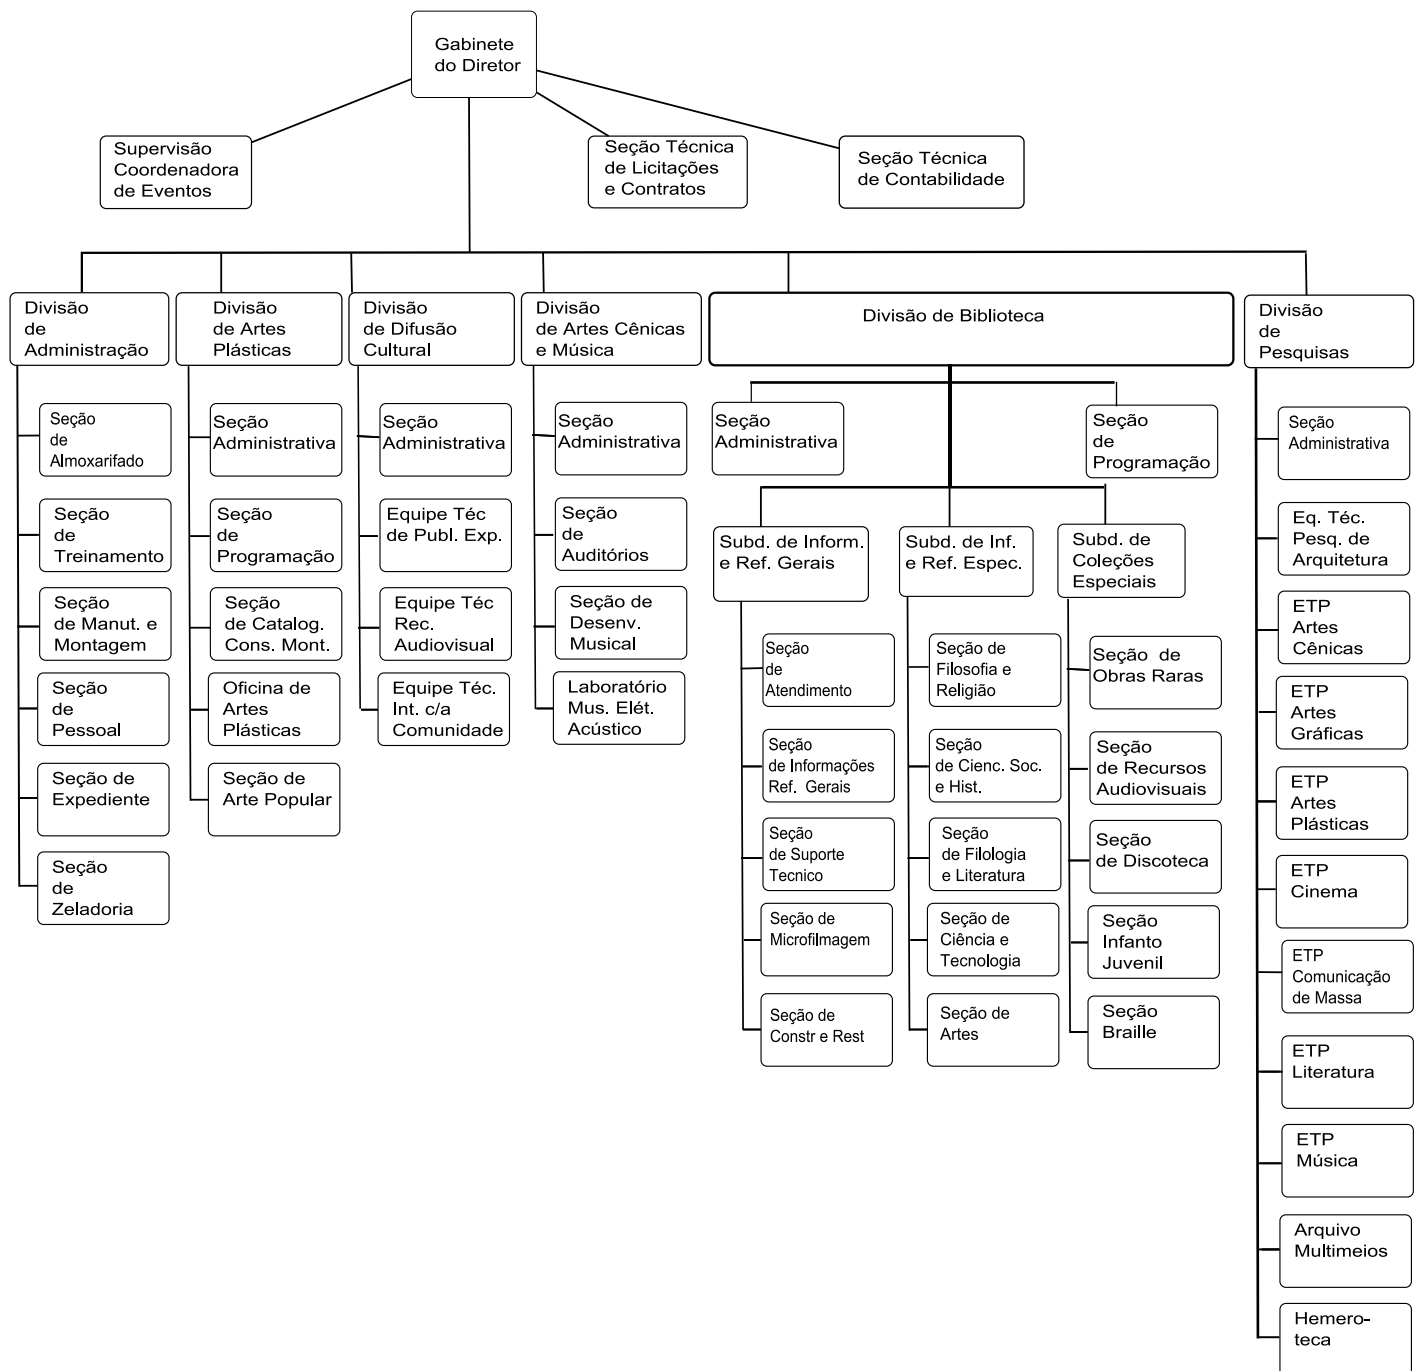 Gabinete
do Diretor
Supervisão
Coordenadora
de Eventos
Seção Técnica
de Licitações
e Contratos
Seção Técnica
de Contabilidade
Divisão
de
Administração
Divisão
de Artes
Plásticas
Divisão
de Difusão
Cultural
Divisão
de Artes Cênicas
e Música
Divisão de Biblioteca
Divisão
de
Pesquisas
Seção
de
Almoxarifado
Seção
de
Treinamento
Seção
de Manut. e
Montagem
Seção
de
Pessoal
Seção de
Expediente
Seção
de
Zeladoria
Seção
Administrativa
Seção
de
Programação
Seção
de Catalog.
Cons. Mont.
Oficina de
Artes
Plásticas
Seção de
Arte Popular
Seção
Administrativa
Equipe Téc
de Publ. Exp.
Equipe Téc
Rec.
Audiovisual
Equipe Téc.
Int. c/a
Comunidade
Seção
Administrativa
Seção
de
Auditórios
Seção de
Desenv.
Musical
Laboratório
Mus. Elét.
Acústico
Seção
Administrativa
Seção
de
Programação
Subd. de Inform.
e Ref. Gerais
Seção
de
Atendimento
Seção
de Informações
Ref. Gerais
Seção
de Suporte
Tecnico
Seção de
Microfilmagem
Seção de
Constr e Rest
Subd. de Inf.
e Ref. Espec.
Seção de
Filosofia e
Religião
Seção
de Cienc. Soc.
e Hist.
Seção
de Filologia
e Literatura
Seção de
Ciência e
Tecnologia
Seção de
Artes
Subd. de
Coleções
Especiais
Seção de
Obras Raras
Seção
de Recursos
Audiovisuais
Seção
de Discoteca
Seção
Infanto
Juvenil
Seção
Braille
Seção
Administrativa
Eq. Téc.
Pesq. de
Arquitetura
ETP
Artes
Cênicas
ETP
Artes
Gráficas
ETP
Artes
Plásticas
ETP
Cinema
ETP
Comunicação
de Massa
ETP
Literatura
ETP
Música
Arquivo
Multimeios
Hemero-
teca